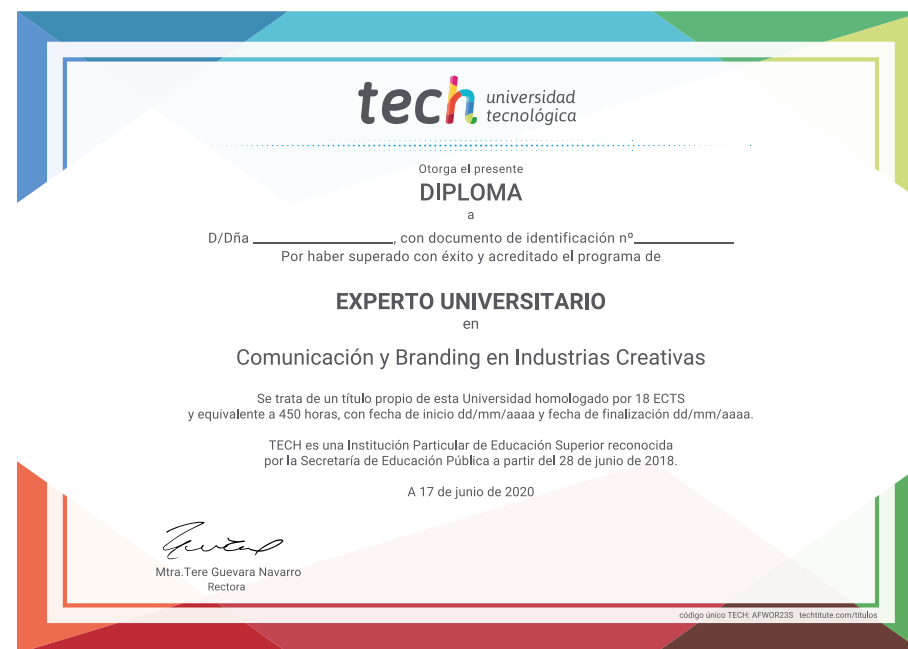 tech universidad
tecnológica
Otorga el presente
DIPLOMA
a
D/Dña ____________________, con documento de identificación nº______________
Por haber superado con éxito y acreditado el programa de
EXPERTO UNIVERSITARIO
en
Comunicación y Branding en Industrias Creativas
Se trata de un título propio de esta Universidad homologado por 18 ECTS
y equivalente a 450 horas, con fecha de inicio dd/mm/aaaa y fecha de finalización dd/mm/aaaa.
TECH es una Institución Particular de Educación Superior reconocida
por la Secretaría de Educación Pública a partir del 28 de junio de 2018.
A 17 de junio de 2020
Mtra.Tere Guevara Navarro
Rectora
código único TECH: AFWOR23S techtitute.com/titulos